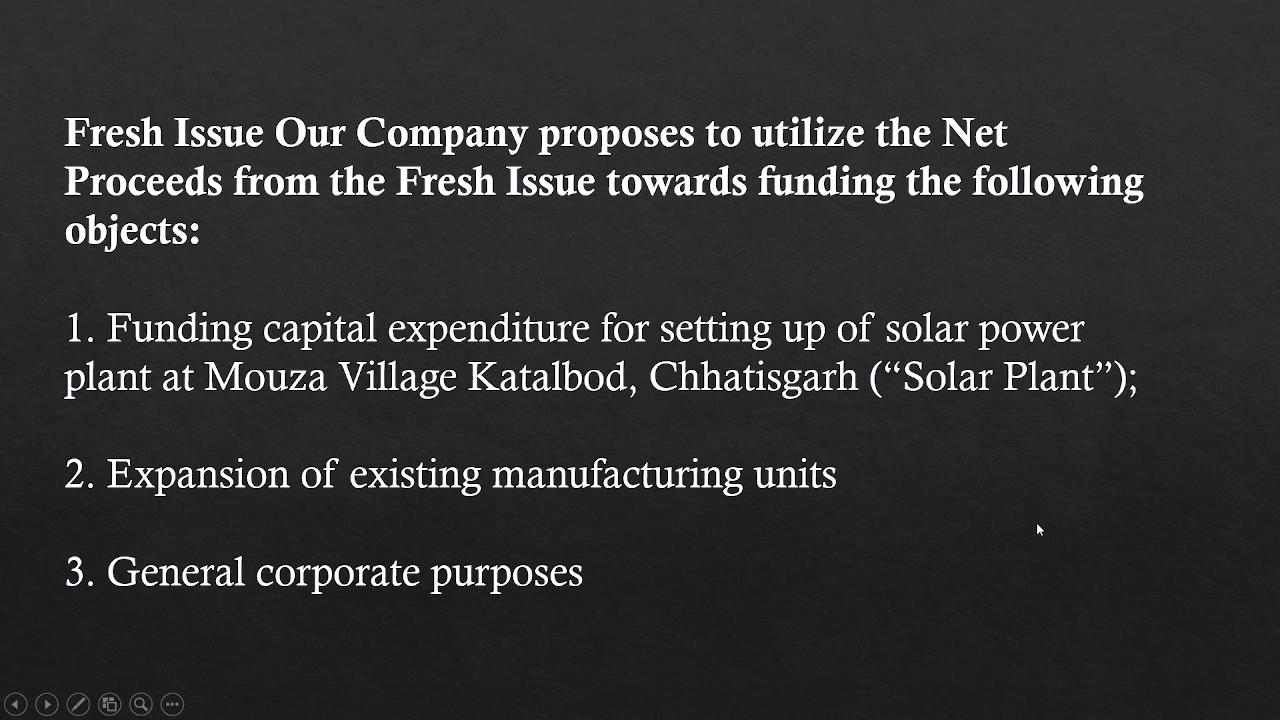 Fresh Issue Our Company proposes to utilize the Net
Proceeds from the Fresh Issue towards funding the following
objects:
1. Funding capital expenditure for setting up of solar power
plant at Mouza Village Katalbod, Chhatisgarh (“Solar Plant”);
2. Expansion of existing manufacturing units
3. General corporate purposes